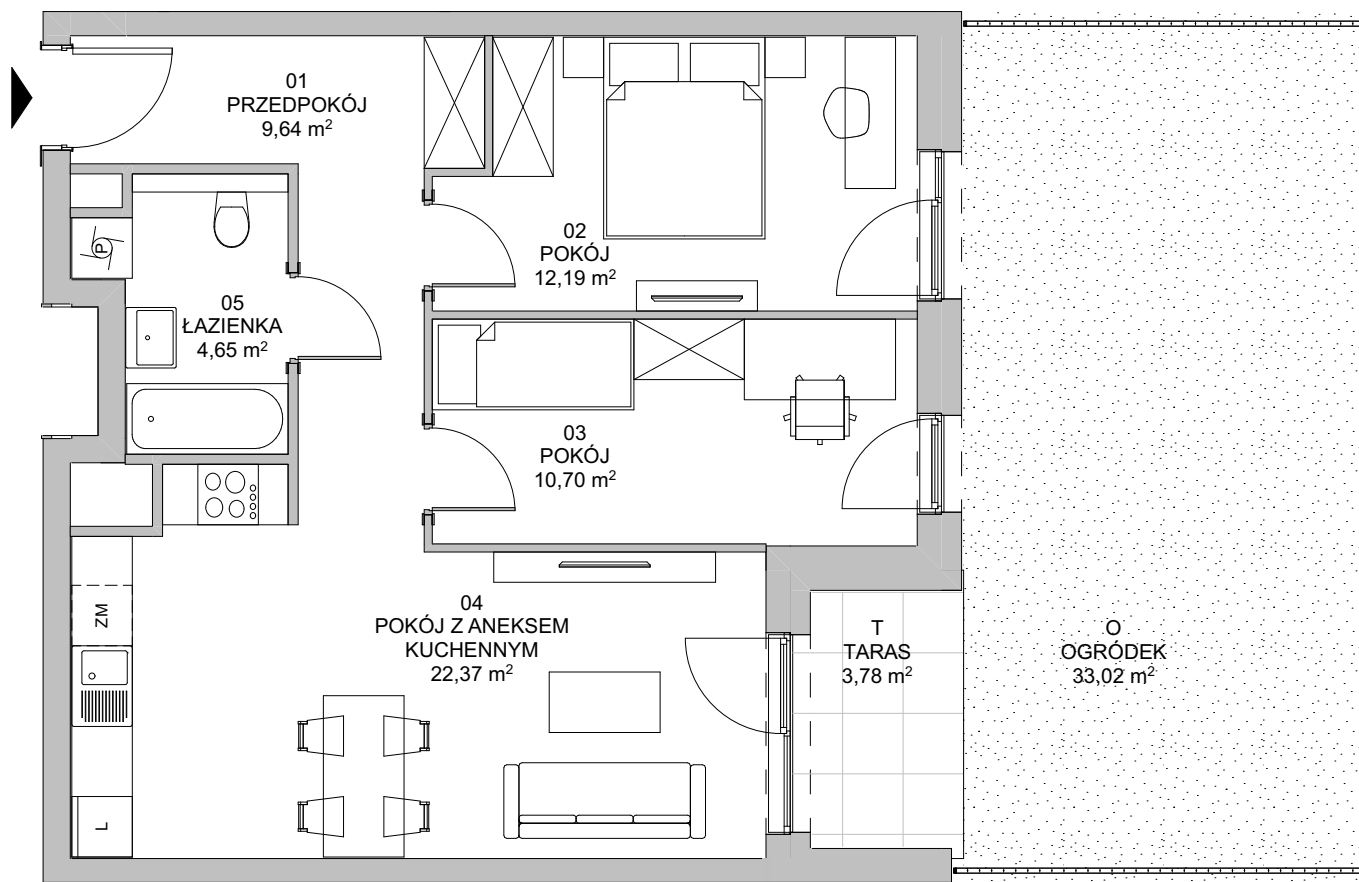 01
PRZEDPOKÓJ
9,64 m²
02
POKÓJ
12,19 m²
P
05
ŁAZIENKA
4,65 m²
03
POKÓJ
10,70 m²
04
POKÓJ Z ANEKSEM
KUCHENNYM
22,37 m²
ZM
L
T
TARAS
3,78 m²
O
OGRÓDEK
33,02 m²